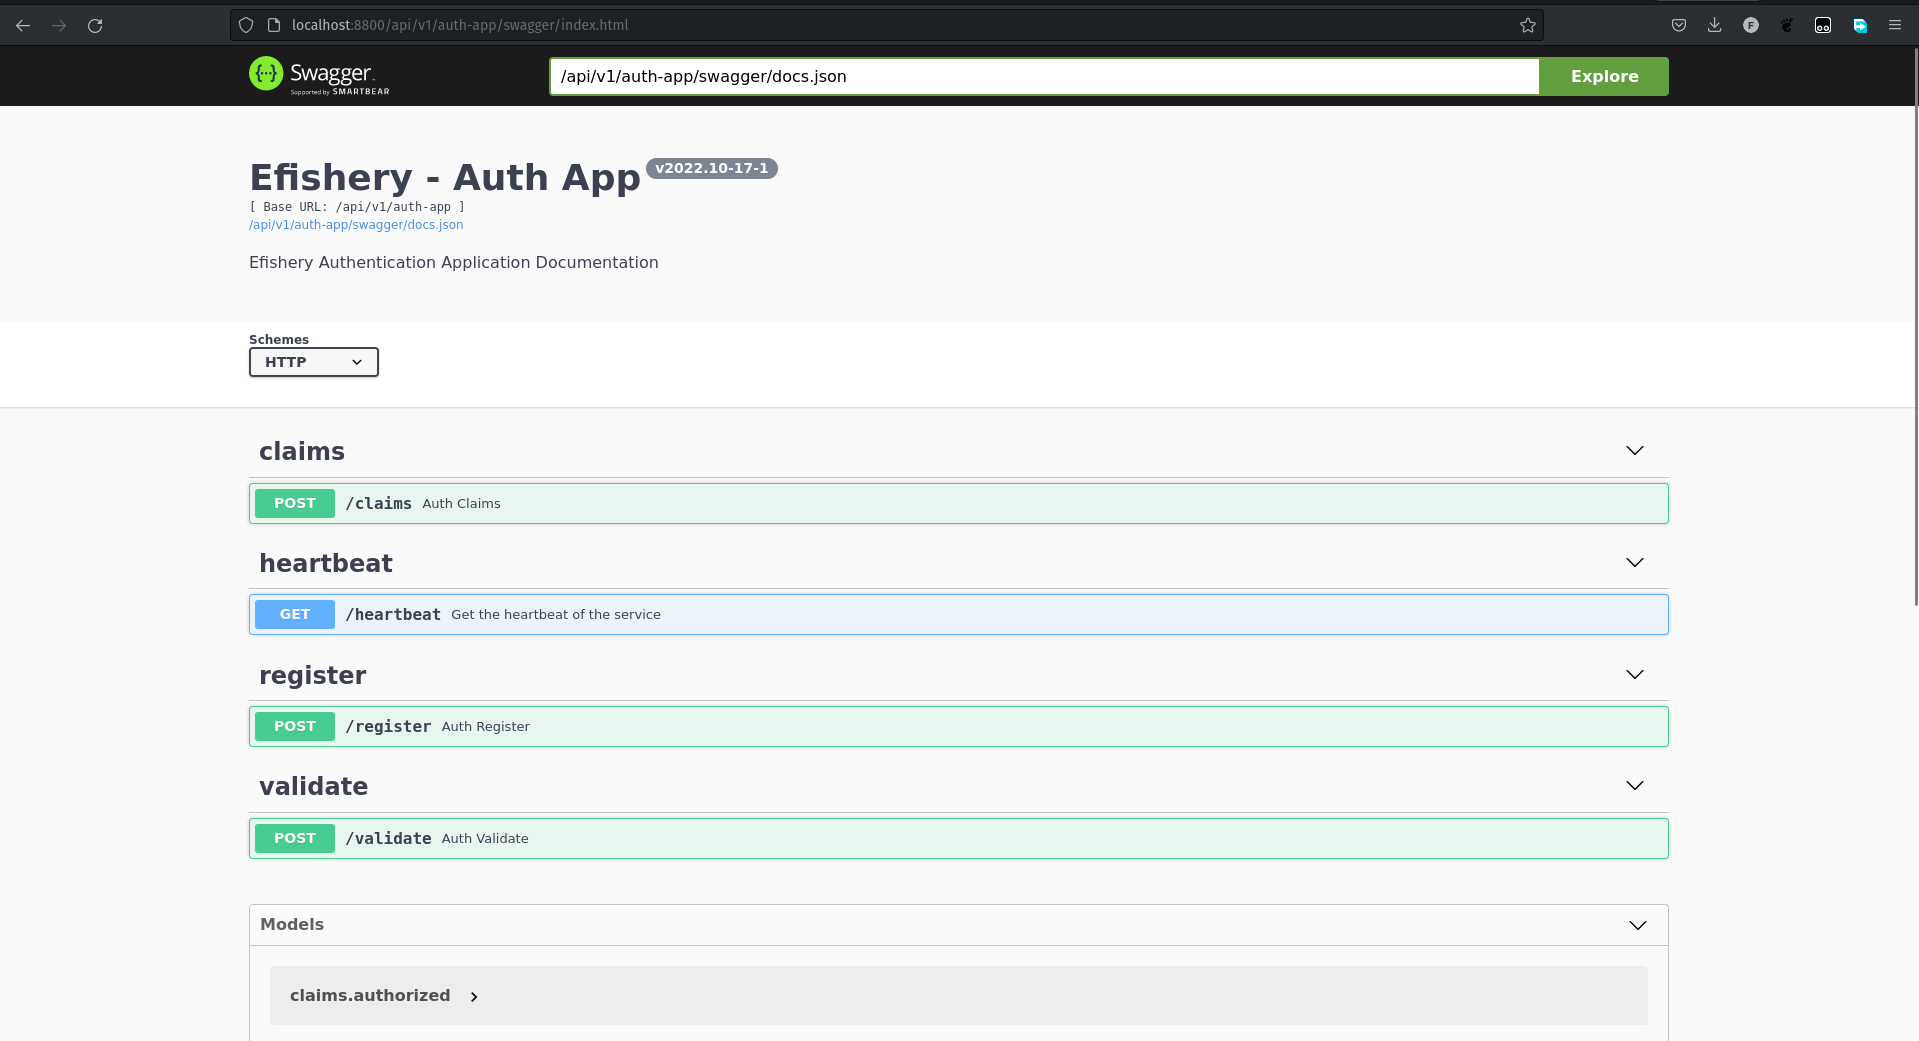 localhost:8800/api/v1/auth-app/swagger/index.html
F
{...} Swagger.
Supported by SMARTBEAR
/api/v1/auth-app/swagger/docs.json
Explore
Efishery - Auth App v2022.10-17-1
[ Base URL: /api/v1/auth-app ]
/api/v1/auth-app/swagger/docs.json
Efishery Authentication Application Documentation
Schemes
HTTP
claims
POST /claims Auth Claims
heartbeat
GET /heartbeat Get the heartbeat of the service
register
POST /register Auth Register
validate
POST /validate Auth Validate
Models
claims.authorized